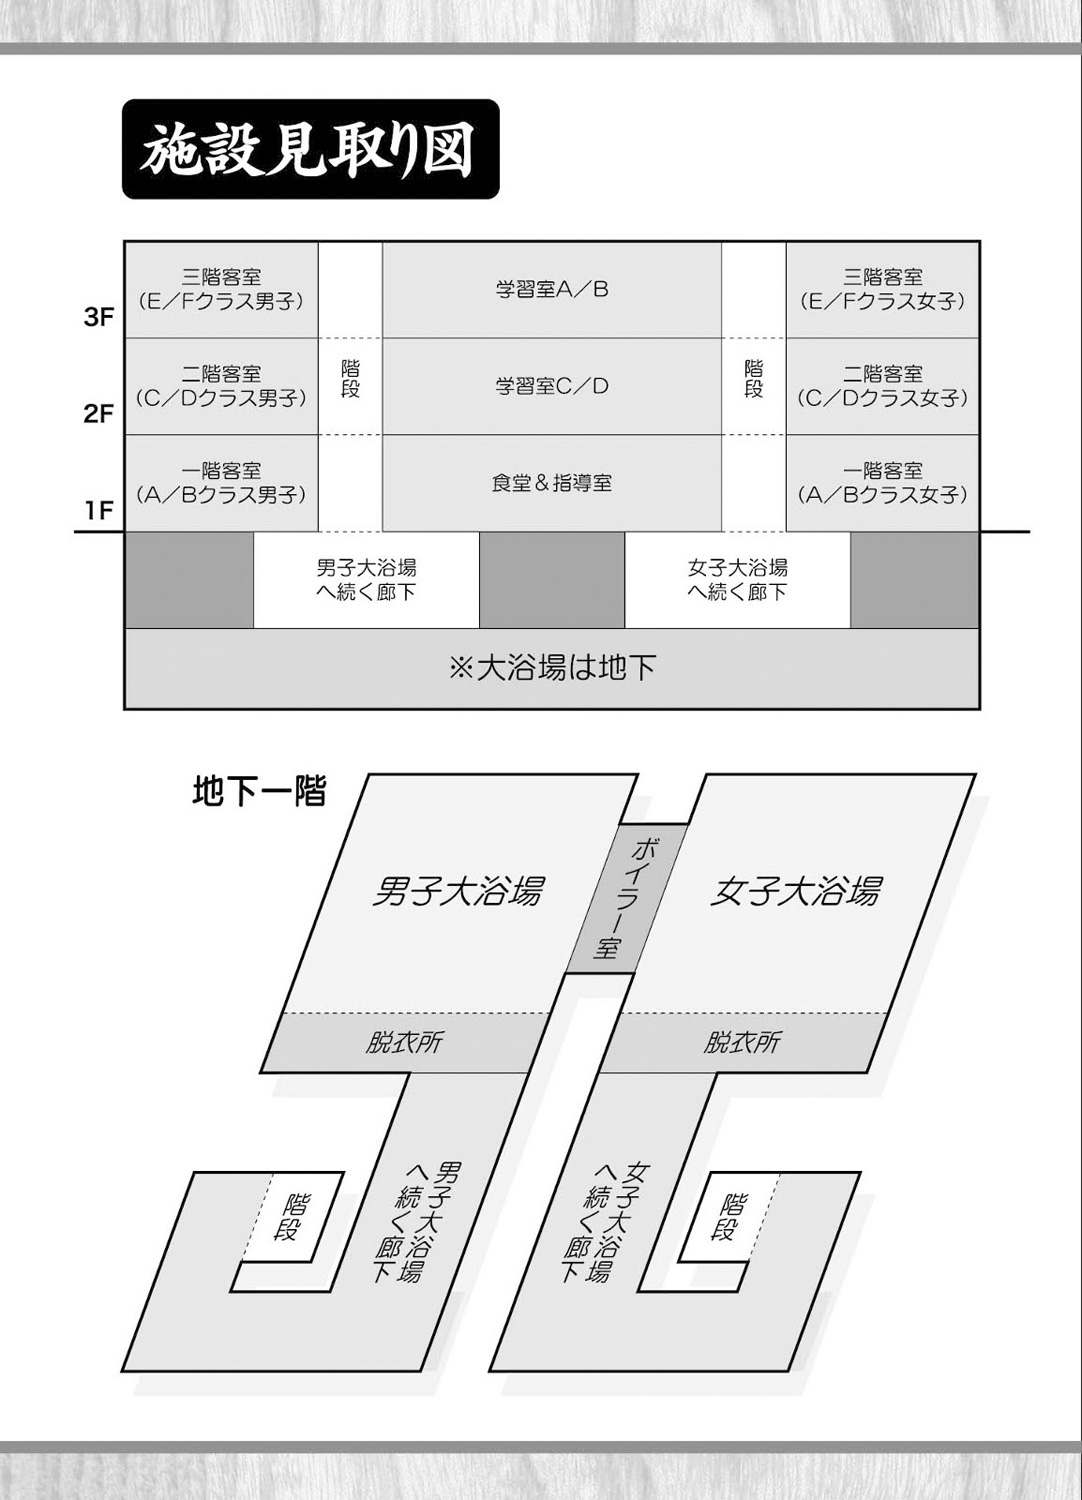 施設見取り図
三階客室
（E／Fクラス男子）
学習室A／B
三階客室
（E／Fクラス女子）
3F
二階客室
（C／Dクラス男子）
階段
学習室C／D
階段
二階客室
（C／Dクラス女子）
2F
一階客室
（A／Bクラス男子）
食堂＆指導室
一階客室
（A／Bクラス女子）
1F
男子大浴場
へ続く廊下
女子大浴場
へ続く廊下
※大浴場は地下
地下一階
男子大浴場
ボイラー室
女子大浴場
脱衣所
脱衣所
階段
男子大浴場
へ続く廊下
女子大浴場
へ続く廊下
階段